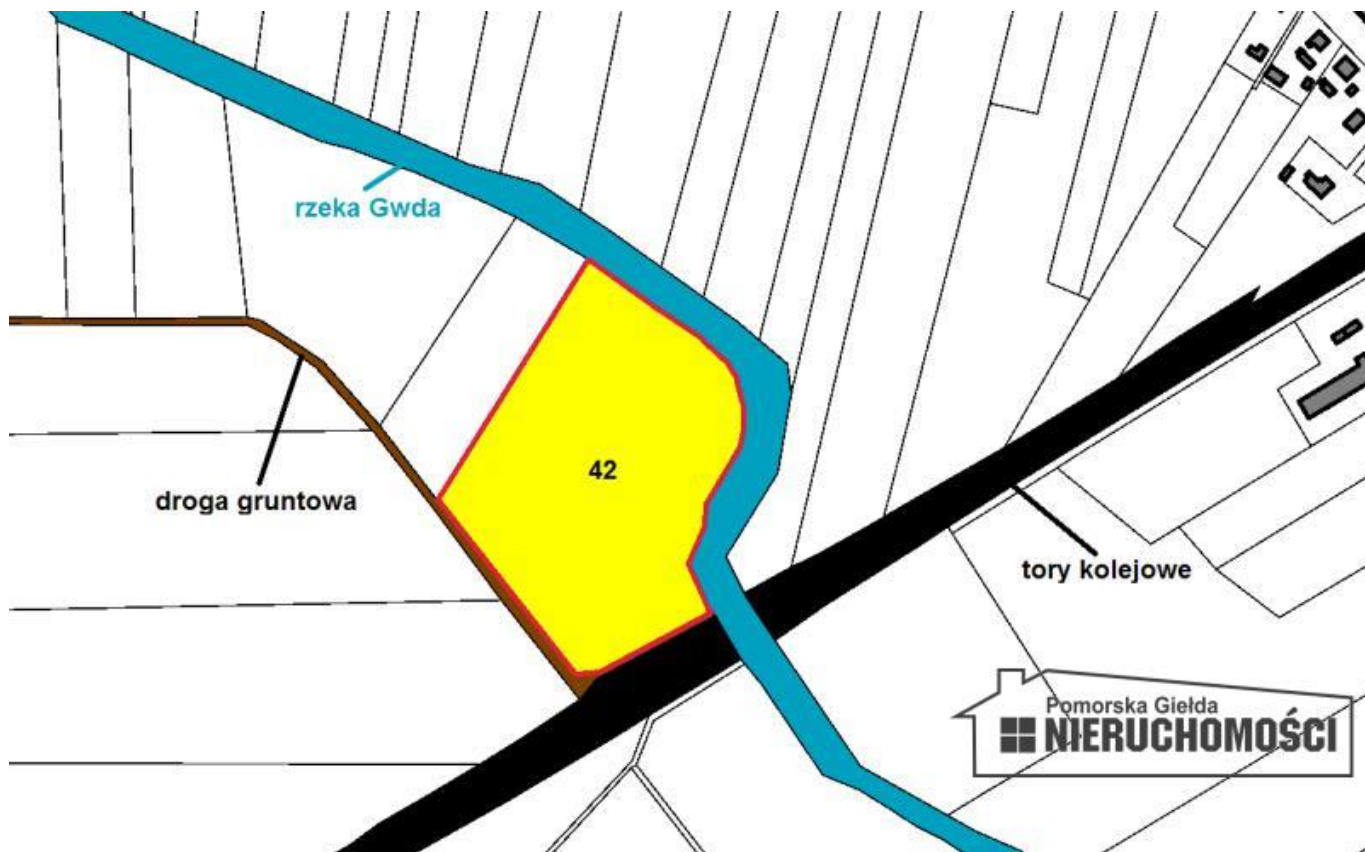 rzeka Gwda
42
droga gruntowa
tory kolejowe
Pomorska Giełda
NIERUCHOMOŚCI